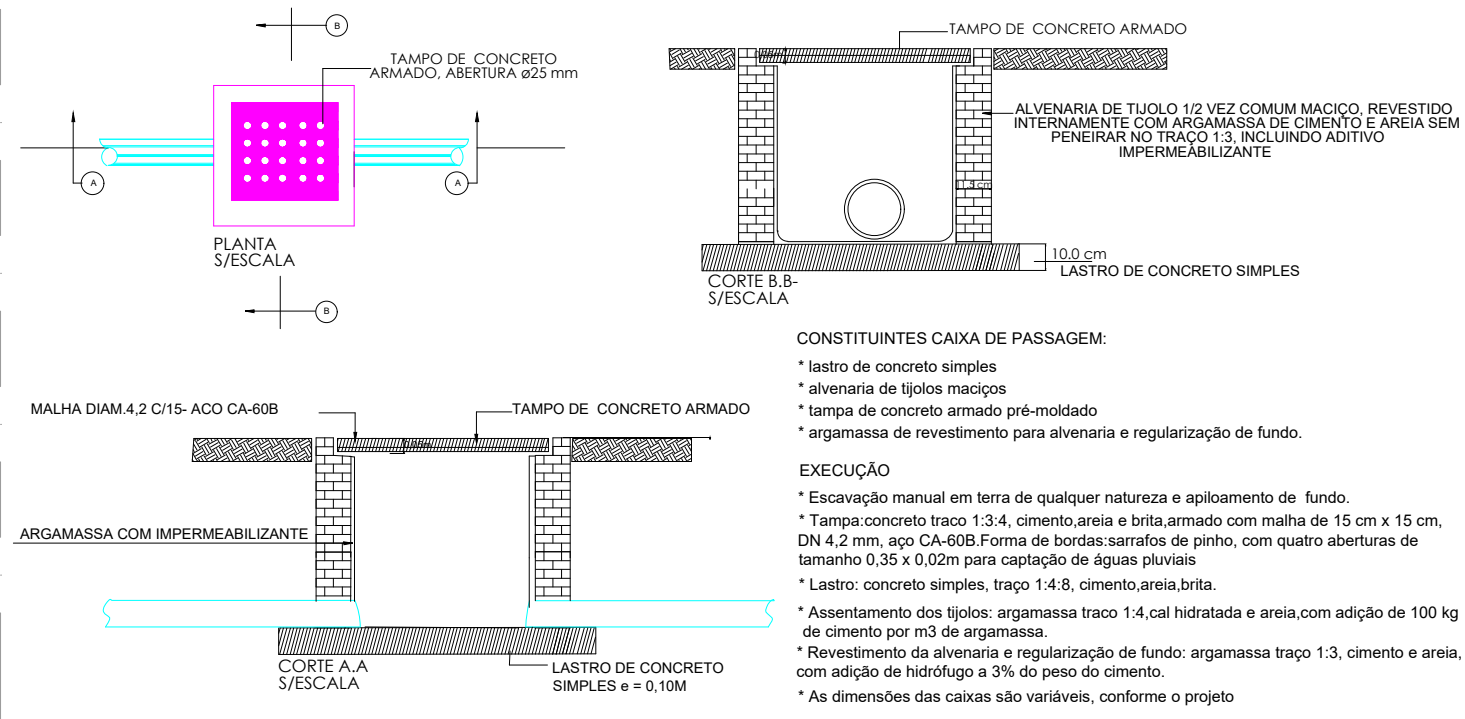 B
TAMPO DE CONCRETO
ARMADO, ABERTURA ø25 mm
A
A
PLANTA
S/ESCALA
B
TAMPO DE CONCRETO ARMADO
0,05m
ALVENARIA DE TIJOLO 1/2 VEZ COMUM MACIÇO, REVESTIDO
INTERNAMENTE COM ARGAMASSA DE CIMENTO E AREIA SEM
PENEIRAR NO TRAÇO 1:3, INCLUINDO ADITIVO
IMPERMEABILIZANTE
11,5 cm
10.0 cm
LASTRO DE CONCRETO SIMPLES
CORTE B.B-
S/ESCALA
MALHA DIAM.4,2 C/15- ACO CA-60B
TAMPO DE CONCRETO ARMADO
0,05m
ARGAMASSA COM IMPERMEABILIZANTE
CORTE A.A
S/ESCALA
LASTRO DE CONCRETO
SIMPLES e = 0,10M
CONSTITUINTES CAIXA DE PASSAGEM:
* lastro de concreto simples
* alvenaria de tijolos maciços
* tampa de concreto armado pré-moldado
* argamassa de revestimento para alvenaria e regularização de fundo.
EXECUÇÃO
* Escavação manual em terra de qualquer natureza e apiloamento de fundo.
* Tampa:concreto traco 1:3:4, cimento,areia e brita,armado com malha de 15 cm x 15 cm,
DN 4,2 mm, aço CA-60B.Forma de bordas:sarrafos de pinho, com quatro aberturas de
tamanho 0,35 x 0,02m para captação de águas pluviais
* Lastro: concreto simples, traço 1:4:8, cimento,areia,brita.
* Assentamento dos tijolos: argamassa traco 1:4,cal hidratada e areia,com adição de 100 kg
de cimento por m3 de argamassa.
* Revestimento da alvenaria e regularização de fundo: argamassa traço 1:3, cimento e areia,
com adição de hidrófugo a 3% do peso do cimento.
* As dimensões das caixas são variáveis, conforme o projeto